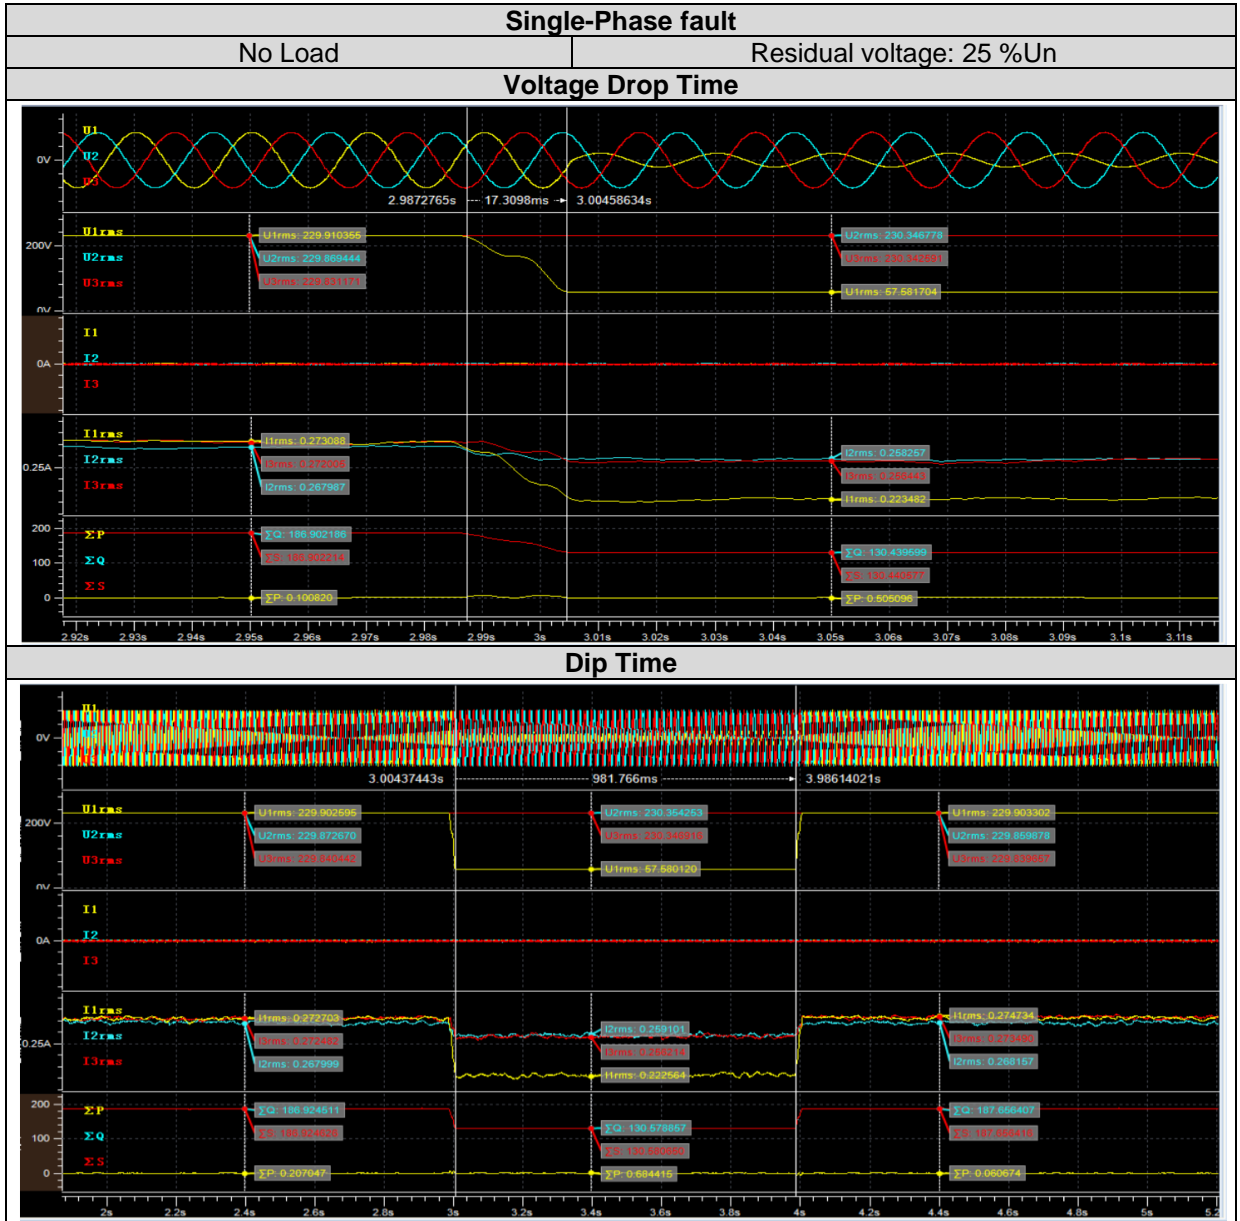 Single-Phase fault
No Load Residual voltage: 25 %Un
Voltage Drop Time
U1
U2
0V
U3
2.9872765s 17.3098ms 3.00458634s
U1rms U1rms: 229.910355 U2rms: 230.346778
200V
U2rms U2rms: 229.869444 U3rms: 230.342591
U3rms U3rms: 229.831171 U1rms: 57.581704
0V
I1
I2
0A
I3
I1rms I1rms: 0.273088
I2rms I3rms: 0.272005 I2rms: 0.258257
0.25A
I3rms I2rms: 0.267987
I1rms: 0.223482
200
ΣP ΣQ: 186.902186
ΣQ ΣS: 186.902214 ΣQ: 130.439599
100
ΣS ΣS: 130.440577
0 ΣP: 0.100820 ΣP: 0.505096
2.92s 2.93s 2.94s 2.95s 2.96s 2.97s 2.98s 2.99s 3s 3.01s 3.02s 3.03s 3.04s 3.05s 3.06s 3.07s 3.08s 3.09s 3.1s 3.11s
Dip Time
U1
0V
3.00437443s 981.766ms 3.98614021s
U1rms U1rms: 229.902595 U2rms: 230.354253 U1rms: 229.903302
200V
U2rms U2rms: 229.872670 U3rms: 230.346918 U2rms: 229.859878
U3rms U3rms: 229.840442 U1rms: 57.580120 U3rms: 229.839857
0V
I1
I2
0A
I3
I1rms I1rms: 0.272703 I1rms: 0.274734
I2rms I3rms: 0.272482 I2rms: 0.259101 I3rms: 0.273490
0.25A
I3rms I2rms: 0.267999 I3rms: 0.258214 I2rms: 0.268157
I1rms: 0.222564
200
ΣP ΣQ: 186.924511 ΣQ: 187.656407
ΣQ ΣS: 186.924626 ΣQ: 130.578857 ΣS: 187.656416
100
ΣS ΣS: 130.580650
0 ΣP: 0.207047 ΣP: 0.684415 ΣP: 0.060674
2s 2.2s 2.4s 2.6s 2.8s 3s 3.2s 3.4s 3.6s 3.8s 4s 4.2s 4.4s 4.6s 4.8s 5s 5.2